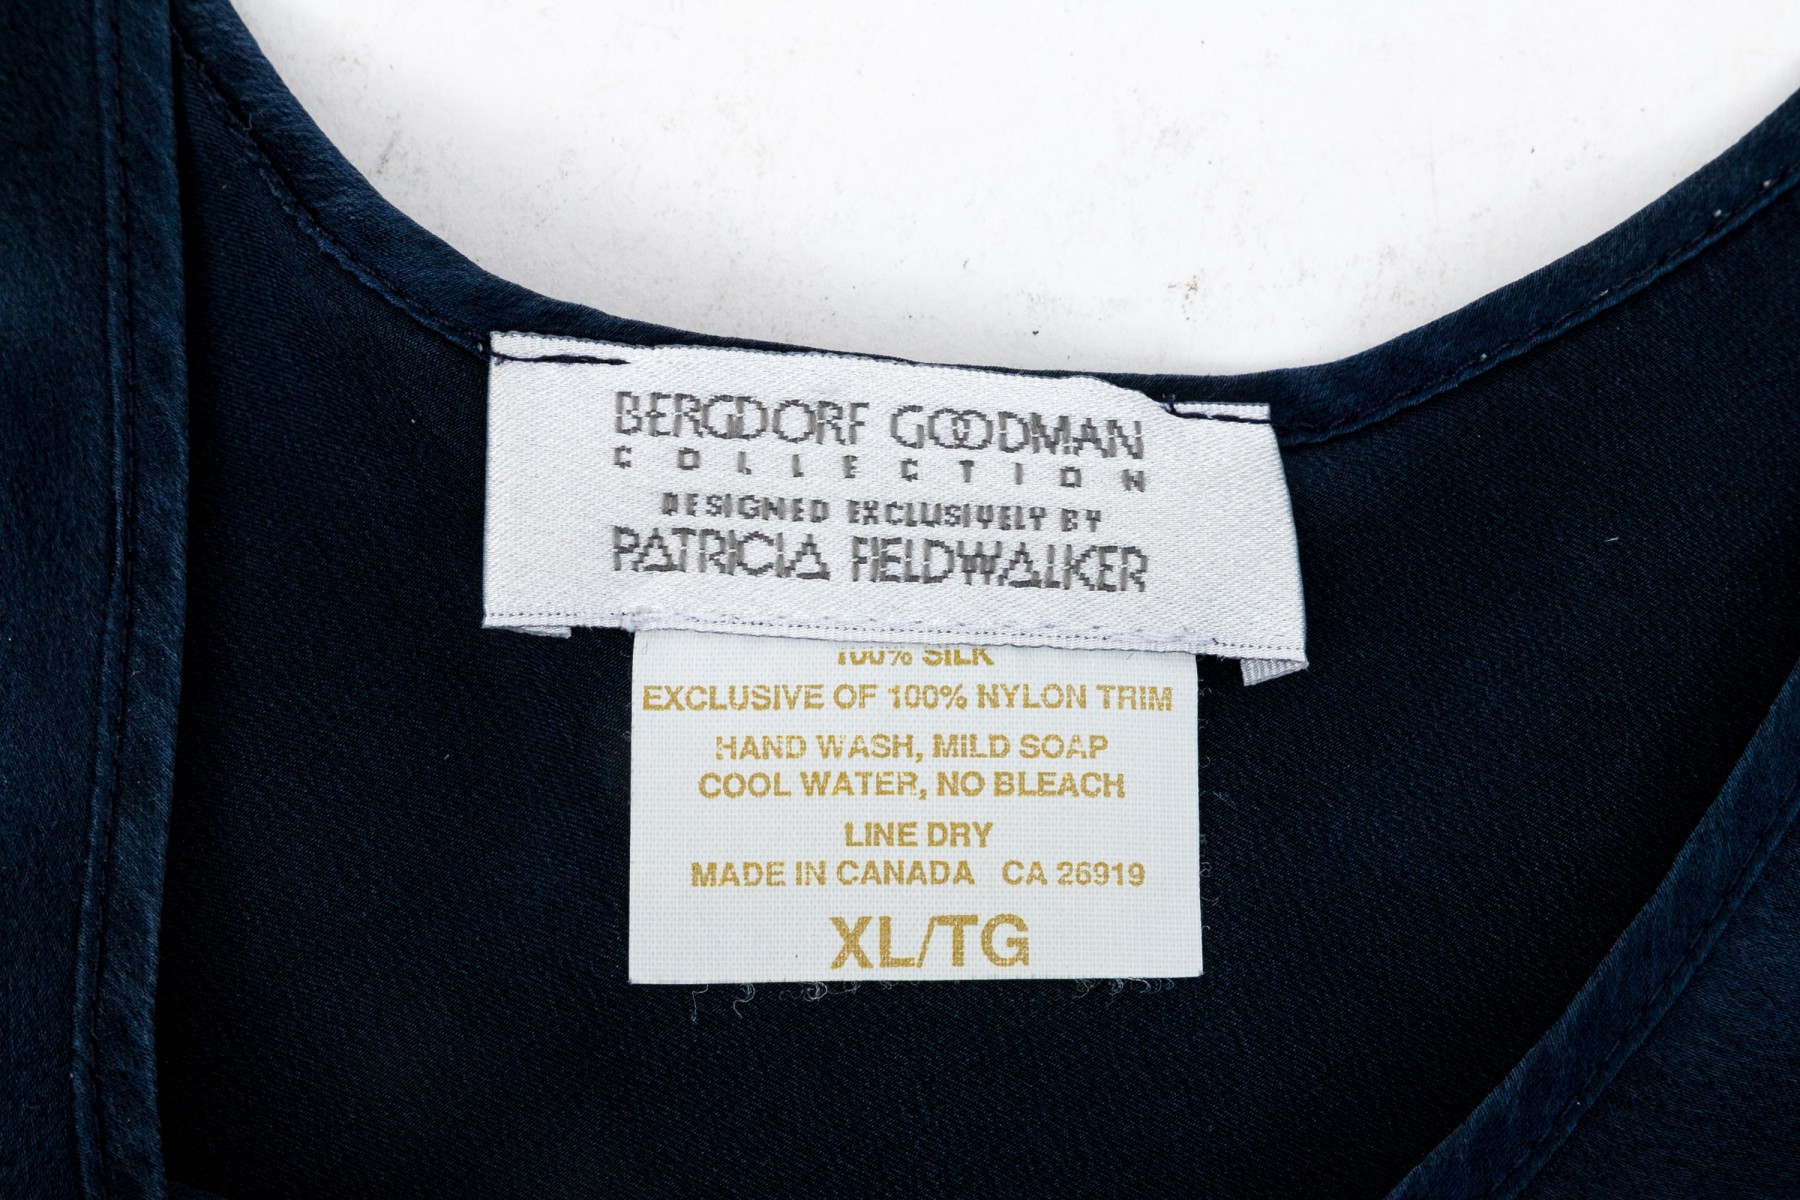 BERGDORF GOODMAN
COLLECTION
DESIGNED EXCLUSIVELY BY
PATRICIA FIELDWALKER
100% SILK
EXCLUSIVE OF 100% NYLON TRIM
HAND WASH, MILD SOAP
COOL WATER, NO BLEACH
LINE DRY
MADE IN CANADA CA 26919
XL/TG